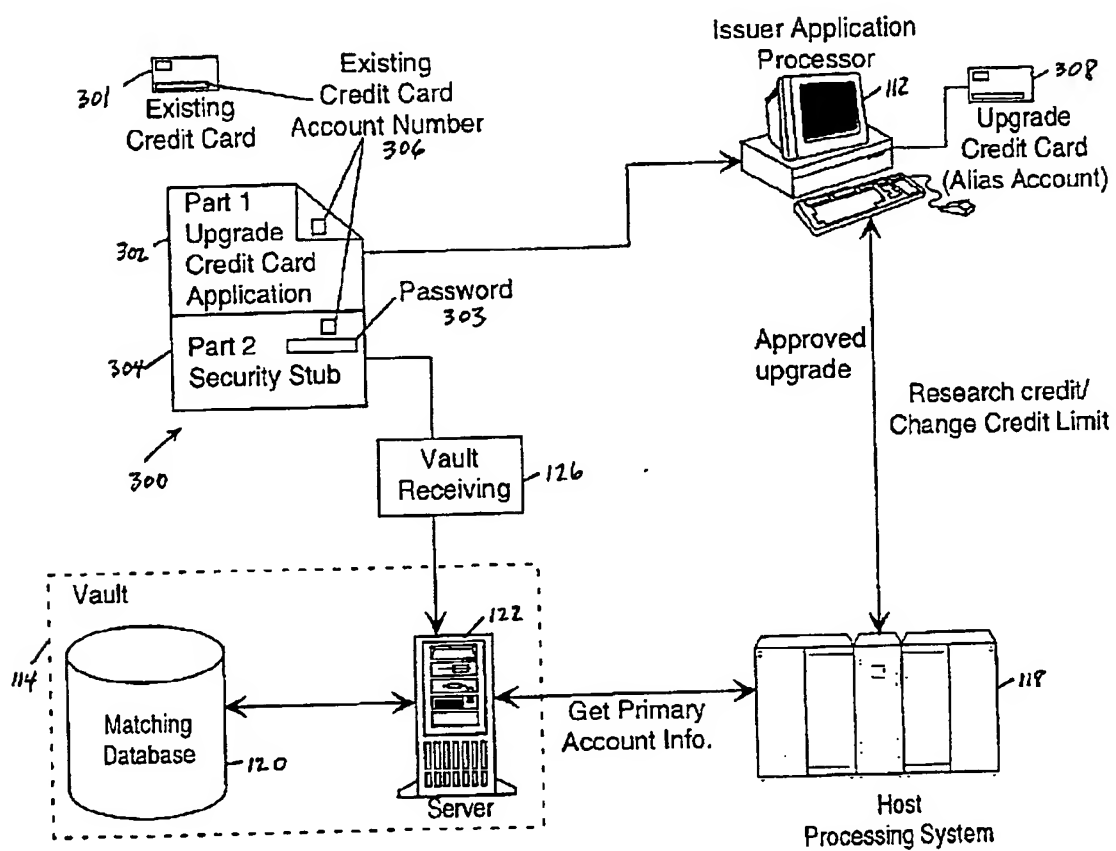 301
Existing
Credit Card
Existing
Credit Card
Account Number
306
Issuer Application
Processor
112
308
Upgrade
Credit Card
(Alias Account)
302
Part 1
Upgrade
Credit Card
Application
Password
303
304
Part 2
Security Stub
300
Vault
Receiving
126
Approved
upgrade
Research credit/
Change Credit Limit
Vault
114
Matching
Database
120
122
Server
Get Primary
Account Info.
118
Host
Processing System